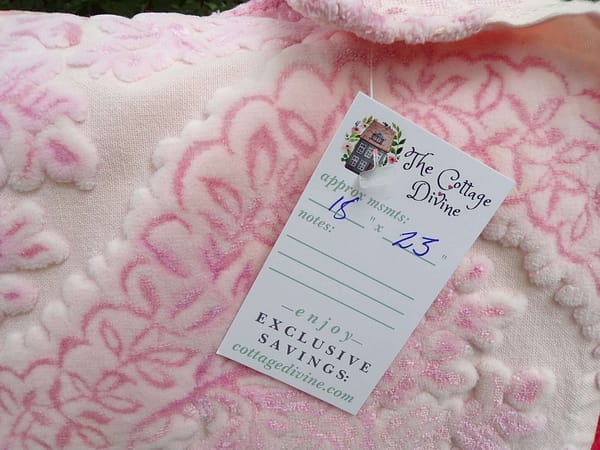 The Cottage
Divine
approx msmts:
18 " x 23 "
notes:
—enjoy—
EXCLUSIVE
SAVINGS:
cottagedivine.com